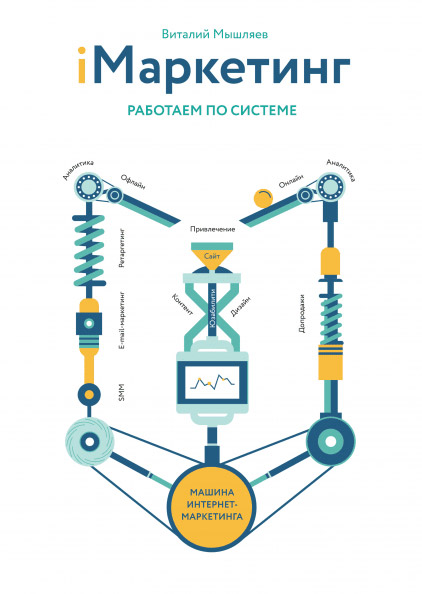 Виталий Мышляев
iМаркетинг
РАБОТАЕМ ПО СИСТЕМЕ
Аналитика
Офлайн
Онлайн
Аналитика
Привлечение
Сайт
Ретаргетинг
Контент
Юзабилити
Дизайн
E-mail-маркетинг
Допродажи
SMM
МАШИНА
ИНТЕРНЕТ-
МАРКЕТИНГА